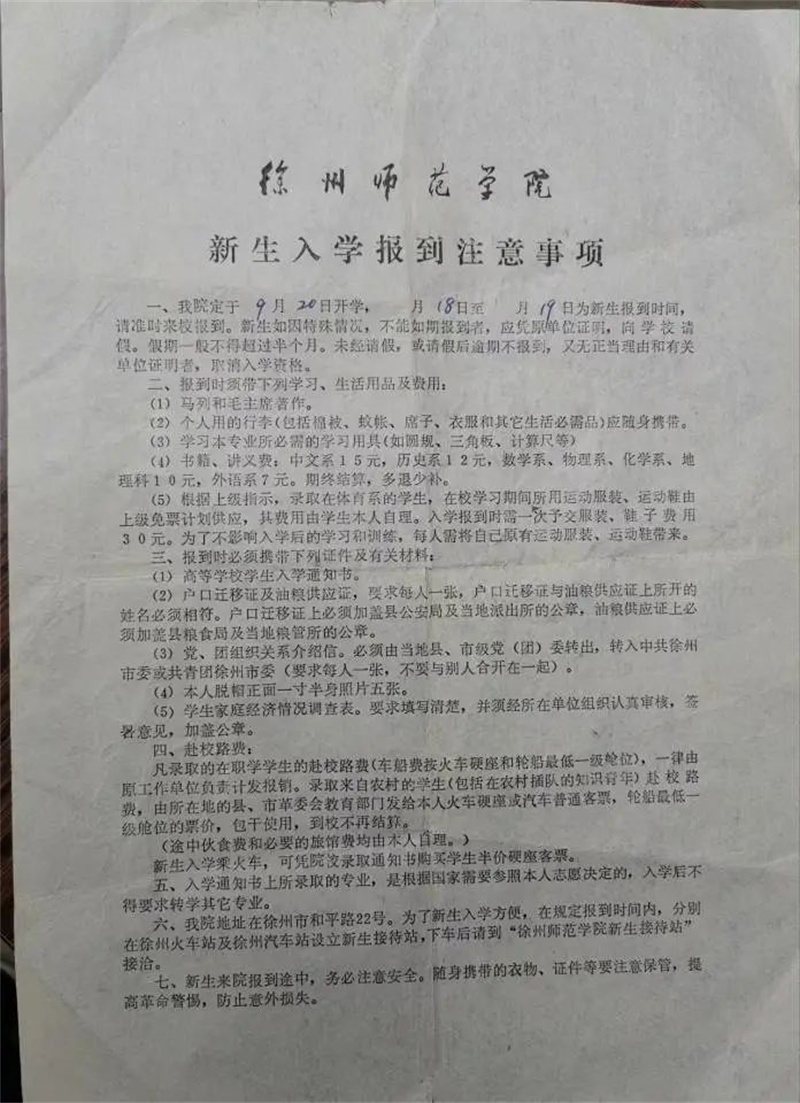 徐州师范学院
新生入学报到注意事项
一、我院定于 9月20日开学， 月18日至 月19日为新生报到时间，
请准时来校报到。新生如因特殊情况，不能如期报到者，应凭原单位证明，向学校请
假。假期一般不得超过半个月。未经请假，或请假后逾期不报到，又无正当理由和有关
单位证明者，取消入学资格。
二、报到时须带下列学习、生活用品及费用：
（1）马列和毛主席著作。
（2）个人用的行李(包括棉被、蚊帐、席子、衣服和其它生活必需品)应随身携带。
（3）学习本专业所必需的学习用具(如圆规、三角板、计算尺等)
（4）书籍、讲义费：中文系15元，历史系12元，数学系、物理系、化学系、地
理科10元，外语系7元。期终结算，多退少补。
（5）根据上级指示，录取在体育系的学生，在校学习期间所用运动服装、运动鞋由
上级免票计划供应，其费用由学生本人自理。入学报到时需一次予交服装、鞋子费用
30元。为了不影响入学后的学习和训练，每人需将自己原有运动服装、运动鞋带来。
三、报到时必须携带下列证件及有关材料：
（1）高等学校学生入学通知书。
（2）户口迁移证及油粮供应证，要求每人一张，户口迁移证与油粮供应证上所开的
姓名必须相符。户口迁移证上必须加盖县公安局及当地派出所的公章，油粮供应证上必
须加盖县粮食局及当地粮管所的公章。
（3）党、团组织关系介绍信。必须由当地县、市级党（团）委转出，转入中共徐州
市委或共青团徐州市委（要求每人一张，不要与别人合开在一起）。
（4）本人脱帽正面一寸半身照片五张。
（5）学生家庭经济情况调查表。要求填写清楚，并须经所在单位组织认真审核，签
署意见，加盖公章。
四、赴校路费：
凡录取的在职学学生的赴校路费(车船费按火车硬座和轮船最低一级舱位)，一律由
原工作单位负责计发报销。录取来自农村的学生(包括在农村插队的知识青年)赴校路
费，由所在地的县、市革委会教育部门发给本人火车硬座或汽车普通客票，轮船最低一
级舱位的票价，包干使用，到校不再结算。
(途中伙食费和必要的旅馆费均由本人自理。)
新生入学乘火车，可凭院录取通知书购买学生半价硬座客票。
五、入学通知书上所录取的专业，是根据国家需要参照本人志愿决定的，入学后不
得要求转学其它专业。
六、我院地址在徐州市和平路22号。为了新生入学方便，在规定报到时间内，分别
在徐州火车站及徐州汽车站设立新生接待站，下车后请到“徐州师范学院新生接待站”
接洽。
七、新生来院报到途中，务必注意安全。随身携带的衣物、证件等要注意保管，提
高革命警惕，防止意外损失。